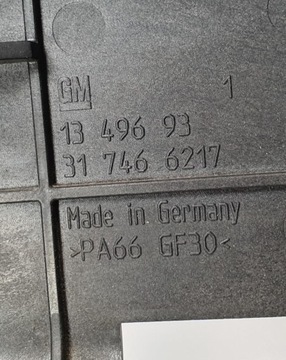 GM 1
13 496 93
31 746 6217
Made in Germany
>PA66 GF30<